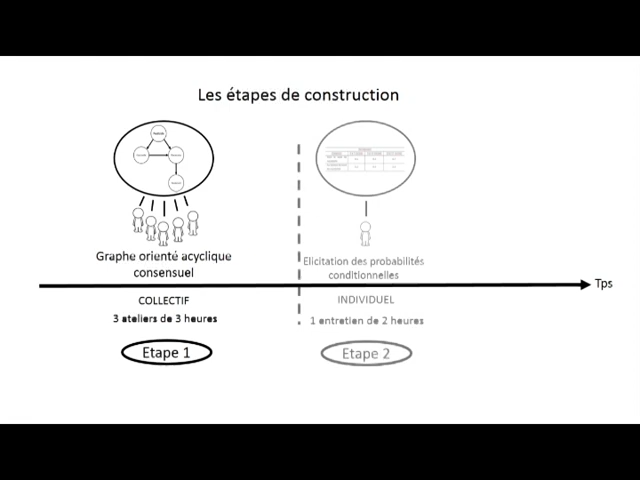 Les étapes de construction
Graphe orienté acyclique
consensuel
Elicitation des probabilités
conditionnelles
Tps
COLLECTIF
INDIVIDUEL
3 ateliers de 3 heures
1 entretien de 2 heures
Etape 1
Etape 2